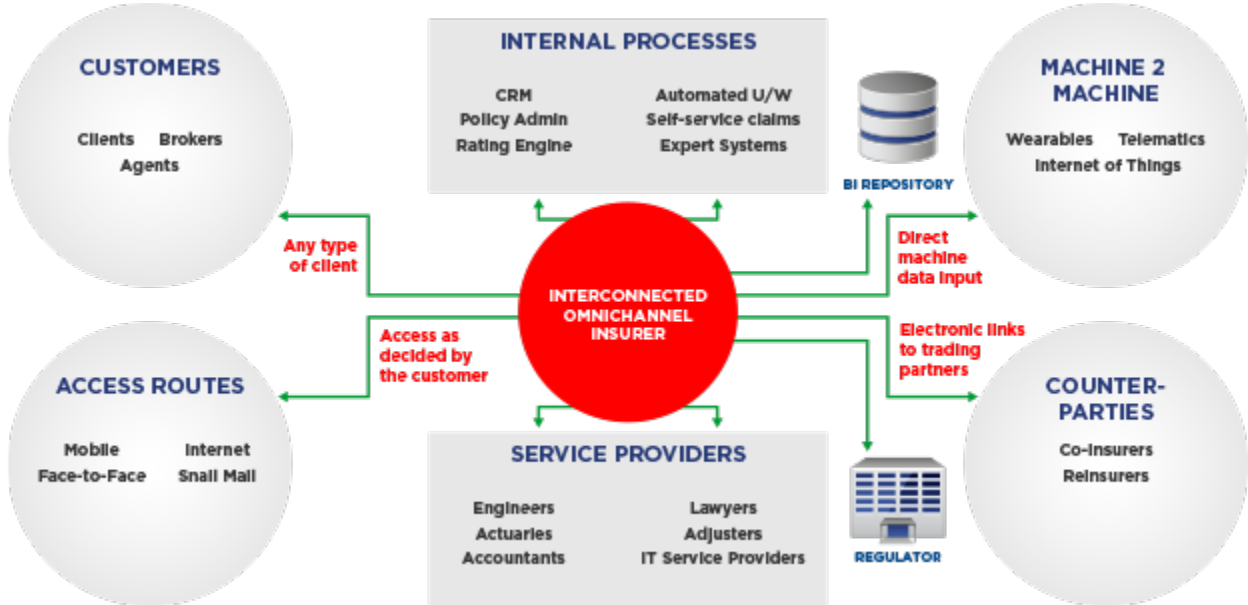 CUSTOMERS
Clients Brokers
Agents
INTERNAL PROCESSES
CRM Automated U/W
Policy Admin Self-service claims
Rating Engine Expert Systems
BI REPOSITORY
MACHINE 2
MACHINE
Wearables Telematics
Internet of Things
Any type
of client
Direct
machine
data input
INTERCONNECTED
OMNICHANNEL
INSURER
Access as
decided by
the customer
Electronic links
to trading
partners
ACCESS ROUTES
Mobile Internet
Face-to-Face Snail Mail
SERVICE PROVIDERS
Engineers Lawyers
Actuaries Adjusters
Accountants IT Service Providers
REGULATOR
COUNTER-
PARTIES
Co-insurers
Reinsurers